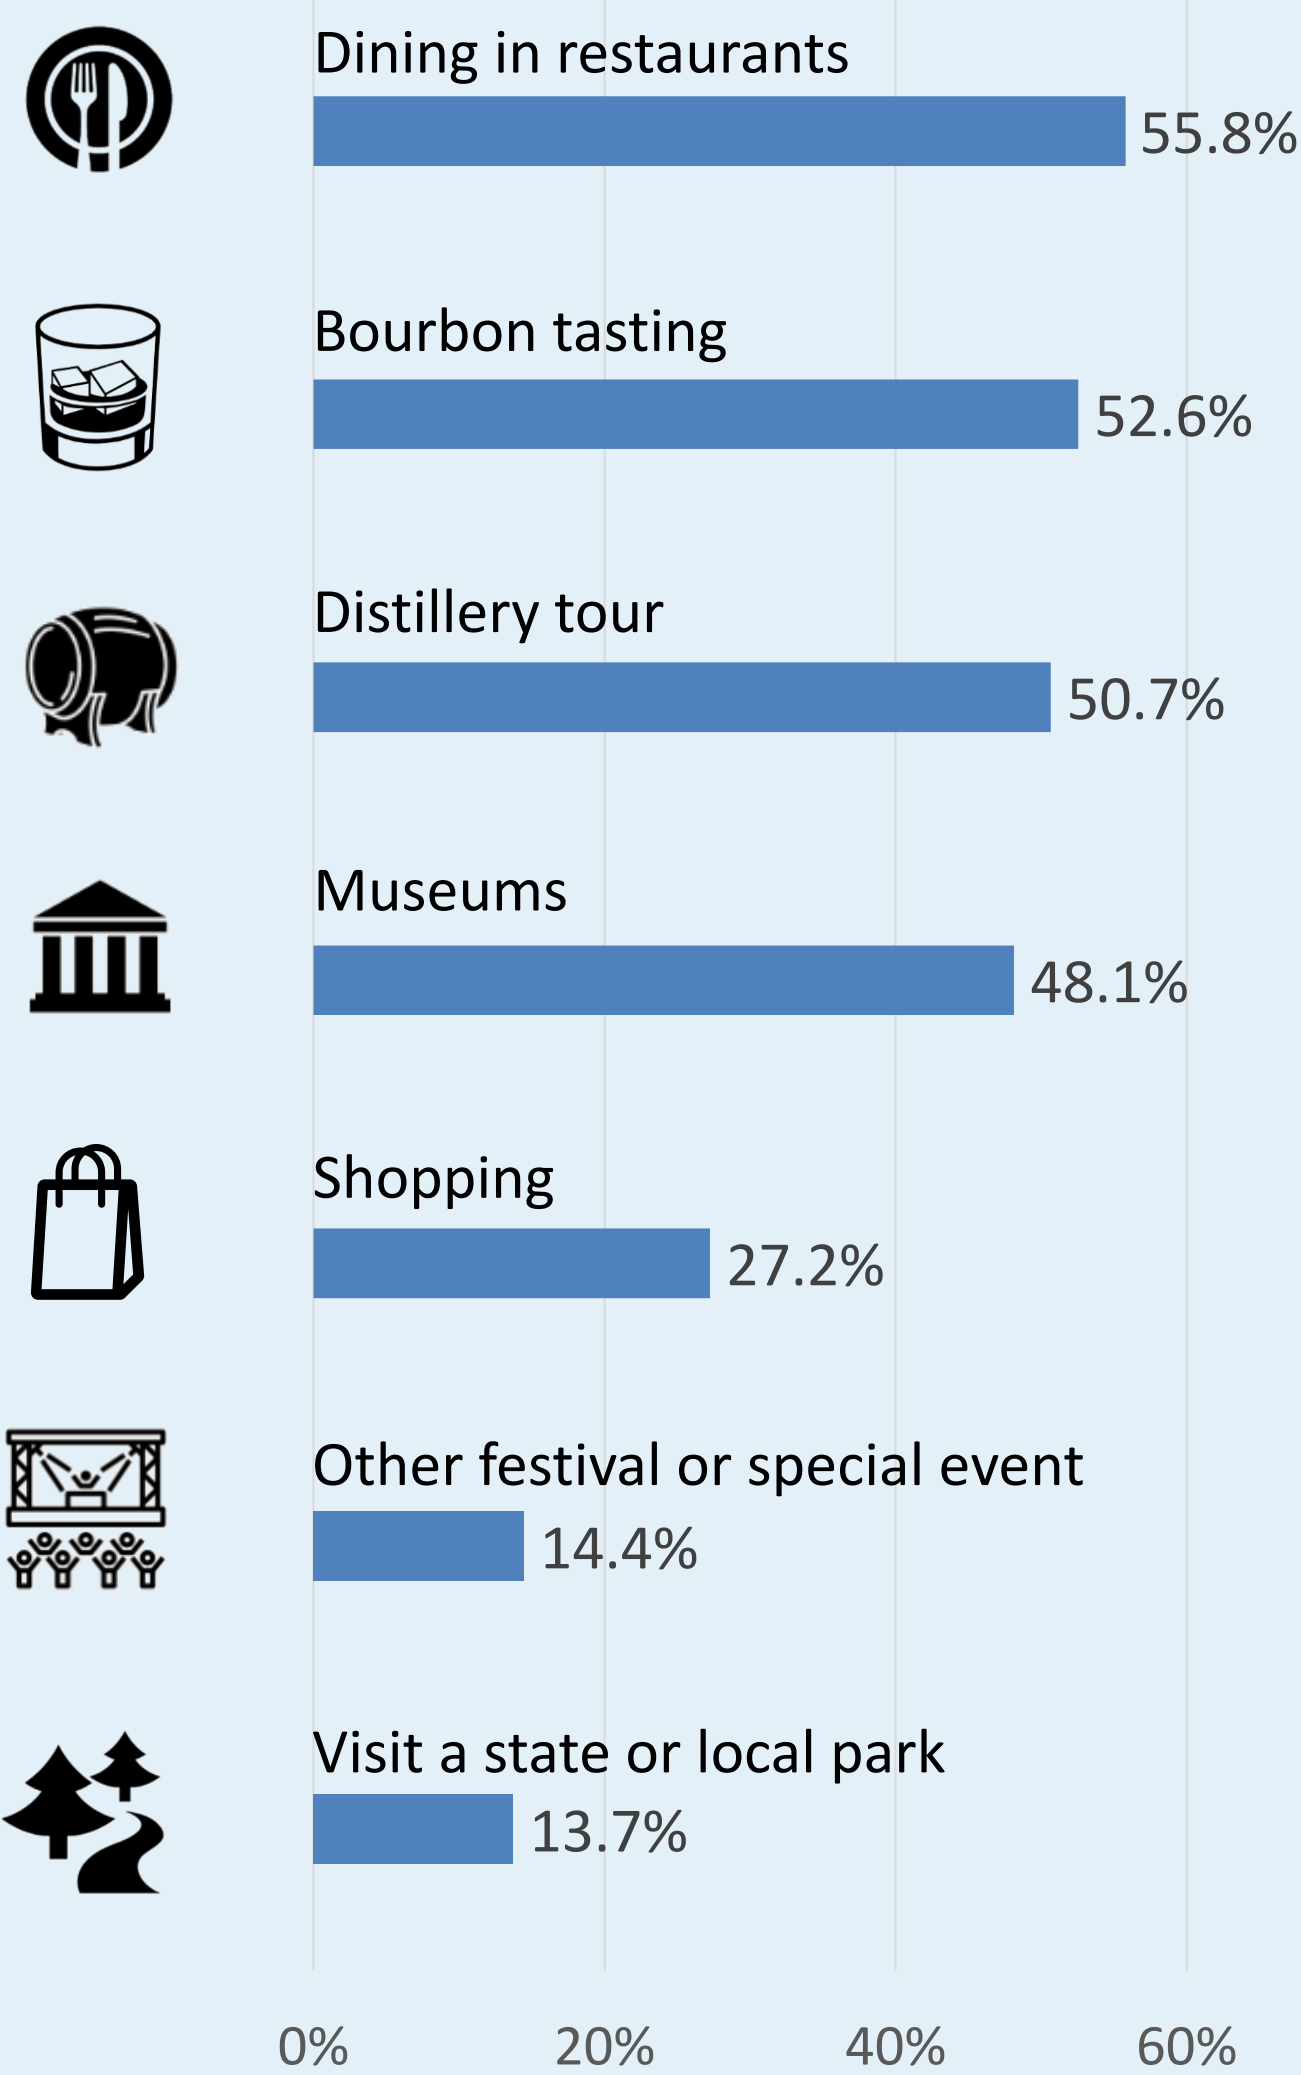 Dining in restaurants
55.8%
Bourbon tasting
52.6%
Distillery tour
50.7%
Museums
48.1%
Shopping
27.2%
Other festival or special event
14.4%
Visit a state or local park
13.7%
0% 20% 40% 60%